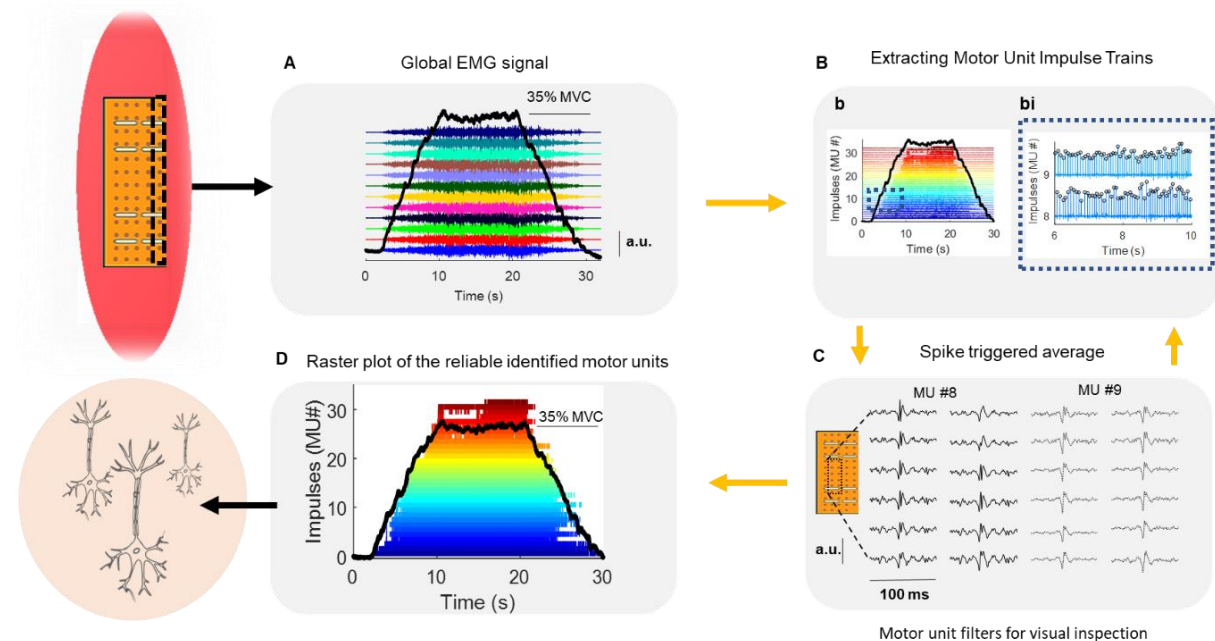 A
Global EMG signal
35% MVC
a.u.
0
10
20
30
Time (s)
B
Extracting Motor Unit Impulse Trains
b
Impulses (MU #)
30
20
10
0
0
10
20
30
Time (s)
bi
Impulses (MU #)
9
8
6
8
10
Time (s)
C
Spike triggered average
MU #8
MU #9
a.u.
100 ms
Motor unit filters for visual inspection
D
Raster plot of the reliable identified motor units
35% MVC
Impulses (MU#)
30
20
10
0
0
10
20
30
Time (s)